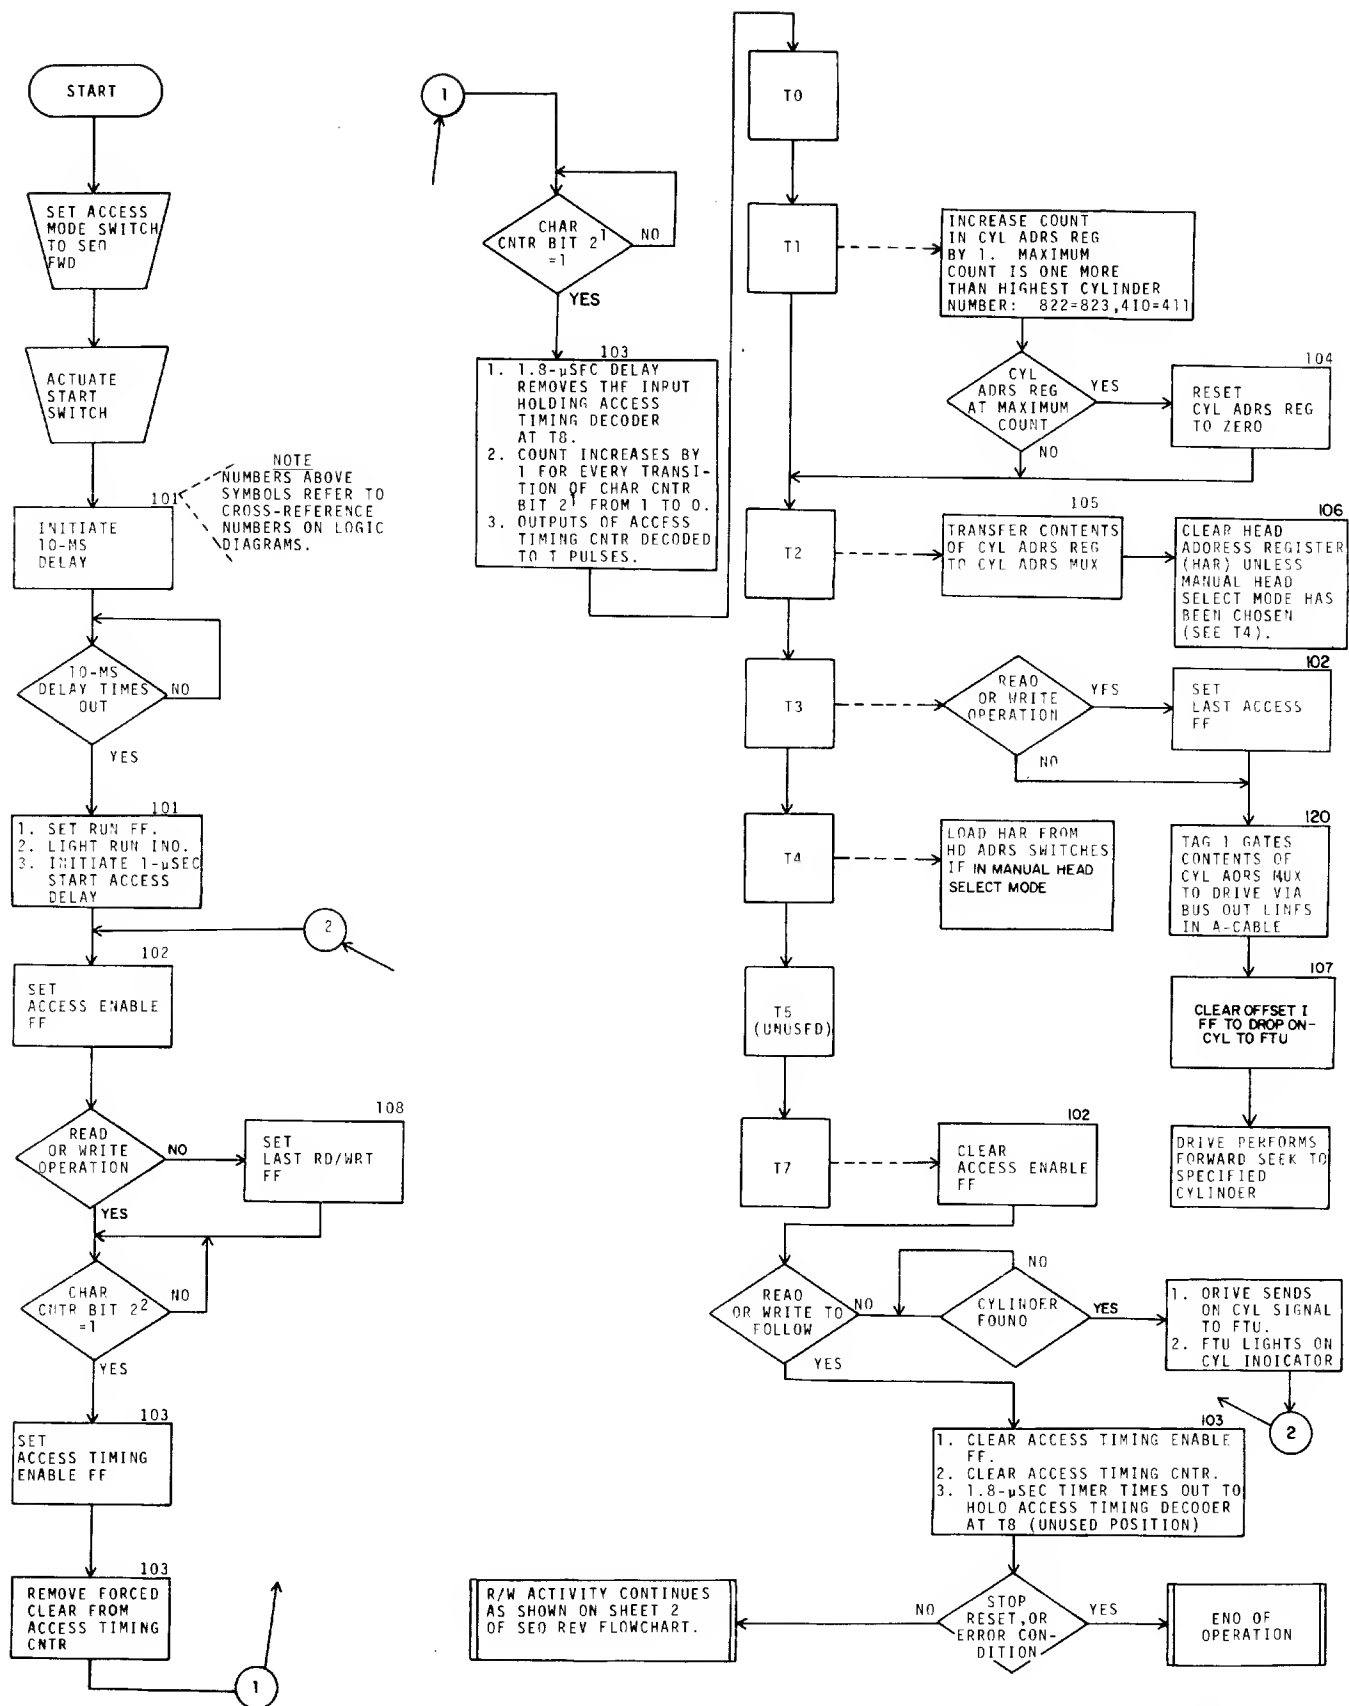 START
SET ACCESS
MODE SWITCH
TO SEQ
FWD
ACTUATE
START
SWITCH
NOTE
NUMBERS ABOVE
SYMBOLS REFER TO
CROSS-REFERENCE
NUMBERS ON LOGIC
DIAGRAMS.
101
INITIATE
10-MS
DELAY
10-MS
DELAY TIMES
OUT
NO
YES
101
1. SET RUN FF.
2. LIGHT RUN IND.
3. INITIATE 1-µSEC
START ACCESS
DELAY
2
102
SET
ACCESS ENABLE
FF
READ
OR WRITE
OPERATION
NO
YES
108
SET
LAST RD/WRT
FF
CHAR
CNTR BIT 2²
=1
NO
YES
103
SET
ACCESS TIMING
ENABLE FF
103
REMOVE FORCED
CLEAR FROM
ACCESS TIMING
CNTR
1
1
CHAR
CNTR BIT 2¹
=1
NO
YES
103
1. 1.8-µSEC DELAY
REMOVES THE INPUT
HOLDING ACCESS
TIMING DECODER
AT T8.
2. COUNT INCREASES BY
1 FOR EVERY TRANSI-
TION OF CHAR CNTR
BIT 2¹ FROM 1 TO 0.
3. OUTPUTS OF ACCESS
TIMING CNTR DECODED
TO T PULSES.
T0
T1
INCREASE COUNT
IN CYL ADRS REG
BY 1. MAXIMUM
COUNT IS ONE MORE
THAN HIGHEST CYLINDER
NUMBER: 822=823,410=411
CYL
ADRS REG
AT MAXIMUM
COUNT
YES
NO
104
RESET
CYL ADRS REG
TO ZERO
T2
105
TRANSFER CONTENTS
OF CYL ADRS REG
TO CYL ADRS MUX
106
CLEAR HEAD
ADDRESS REGISTER
(HAR) UNLESS
MANUAL HEAD
SELECT MODE HAS
BEEN CHOSEN
(SEE T4).
T3
READ
OR WRITE
OPERATION
YES
NO
102
SET
LAST ACCESS
FF
T4
LOAD HAR FROM
HD ADRS SWITCHES
IF IN MANUAL HEAD
SELECT MODE
120
TAG 1 GATES
CONTENTS OF
CYL ADRS MUX
TO DRIVE VIA
BUS OUT LINES
IN A-CABLE
T5
(UNUSED)
107
CLEAR OFFSET I
FF TO DROP ON-
CYL TO FTU
T7
102
CLEAR
ACCESS ENABLE
FF
DRIVE PERFORMS
FORWARD SEEK TO
SPECIFIED
CYLINDER
READ
OR WRITE TO
FOLLOW
NO
YES
CYLINDER
FOUND
NO
YES
1. DRIVE SENDS
ON CYL SIGNAL
TO FTU.
2. FTU LIGHTS ON
CYL INDICATOR
2
103
1. CLEAR ACCESS TIMING ENABLE
FF.
2. CLEAR ACCESS TIMING CNTR.
3. 1.8-µSEC TIMER TIMES OUT TO
HOLD ACCESS TIMING DECODER
AT T8 (UNUSED POSITION)
STOP
RESET,OR
ERROR CON-
DITION
NO
YES
R/W ACTIVITY CONTINUES
AS SHOWN ON SHEET 2
OF SEQ REV FLOWCHART.
END OF
OPERATION